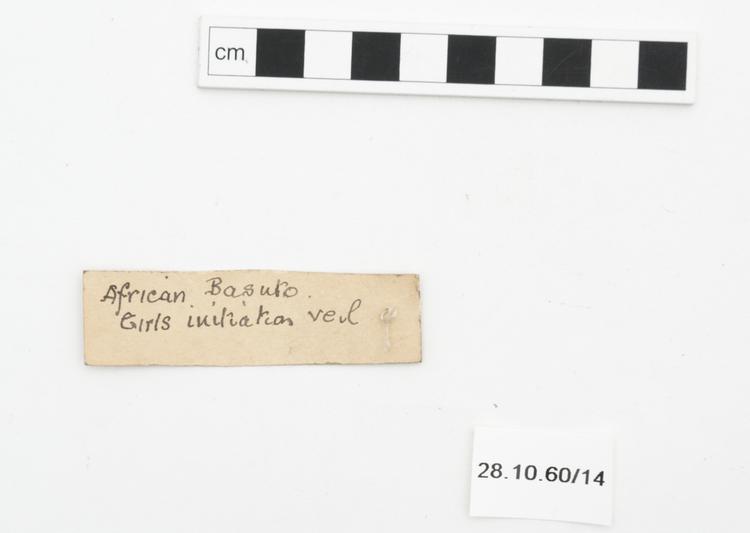 cm
African Basuto.
Girls initiation veil
28.10.60/14